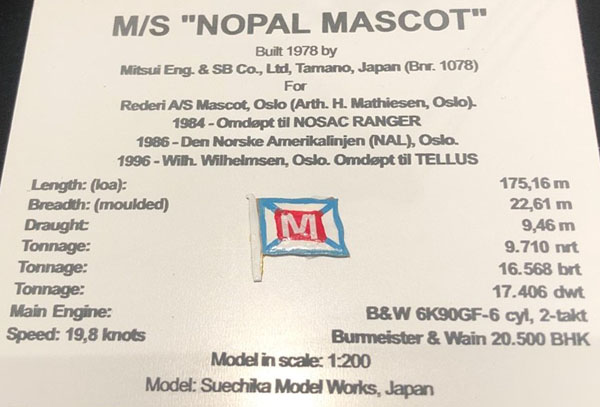 M/S "NOPAL MASCOT"
Built 1978 by
Mitsui Eng. & SB Co., Ltd, Tamano, Japan (Bnr. 1078)
For
Rederi A/S Mascot, Oslo (Arth. H. Mathiesen, Oslo).
1984 - Omdøpt til NOSAC RANGER
1986 - Den Norske Amerikalinjen (NAL), Oslo.
1996 - Wilh. Wilhelmsen, Oslo. Omdøpt til TELLUS
Length: (loa): 175,16 m
Breadth: (moulded) 22,61 m
Draught: 9,46 m
Tonnage: 9.710 nrt
Tonnage: 16.568 brt
Tonnage: 17.406 dwt
Main Engine: B&W 6K90GF-6 cyl, 2-takt
Speed: 19,8 knots Burmeister & Wain 20.500 BHK
M
Model in scale: 1:200
Model: Suechika Model Works, Japan